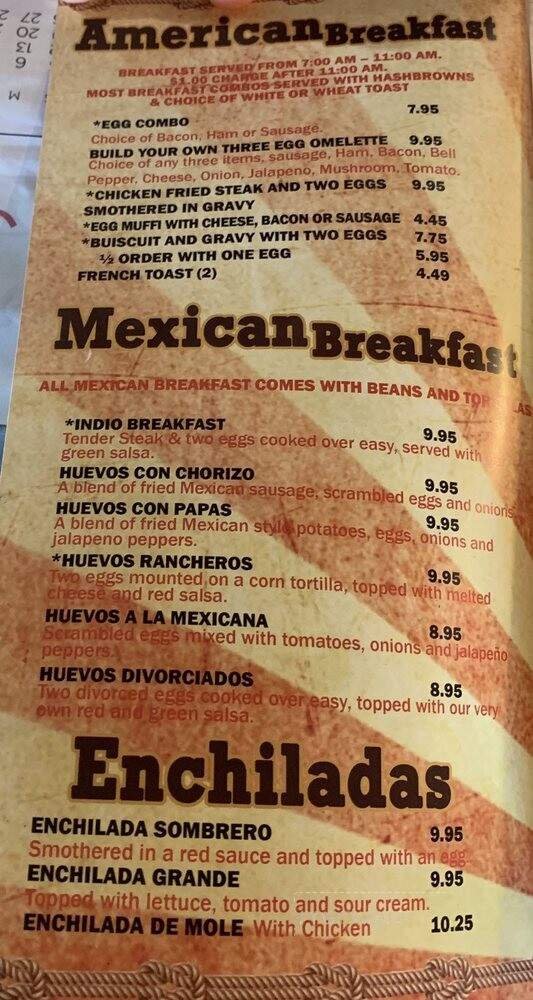 American Breakfast
BREAKFAST SERVED FROM 7:00 AM – 11:00 AM.
$1.00 CHARGE AFTER 11:00 AM.
MOST BREAKFAST COMBOS SERVED WITH HASHBROWNS
& CHOICE OF WHITE OR WHEAT TOAST
*EGG COMBO 7.95
Choice of Bacon, Ham or Sausage.
BUILD YOUR OWN THREE EGG OMELETTE 9.95
Choice of any three items, sausage, Ham, Bacon, Bell
Pepper, Cheese, Onion, Jalapeno, Mushroom, Tomato.
*CHICKEN FRIED STEAK AND TWO EGGS 9.95
SMOTHERED IN GRAVY
*EGG MUFFI WITH CHEESE, BACON OR SAUSAGE 4.45
*BUISCUIT AND GRAVY WITH TWO EGGS 7.75
½ ORDER WITH ONE EGG 5.95
FRENCH TOAST (2) 4.49
Mexican Breakfast
ALL MEXICAN BREAKFAST COMES WITH BEANS AND
*INDIO BREAKFAST 9.95
Tender Steak & two eggs cooked over easy, served with
green salsa.
HUEVOS CON CHORIZO 9.95
A blend of fried Mexican sausage, scrambled eggs and onions
HUEVOS CON PAPAS 9.95
A blend of fried Mexican style potatoes, eggs, onions and
jalapeno peppers.
*HUEVOS RANCHEROS 9.95
Two eggs mounted on a corn tortilla, topped with melted
cheese and red salsa.
HUEVOS A LA MEXICANA 8.95
Scrambled eggs mixed with tomatoes, onions and jalapeño
peppers.
HUEVOS DIVORCIADOS 8.95
Two divorced eggs cooked over easy, topped with our very
own red and green salsa.
Enchiladas
ENCHILADA SOMBRERO 9.95
Smothered in a red sauce and topped with an egg
ENCHILADA GRANDE 9.95
Topped with lettuce, tomato and sour cream.
ENCHILADA DE MOLE With Chicken 10.25
M
6
13
20
27